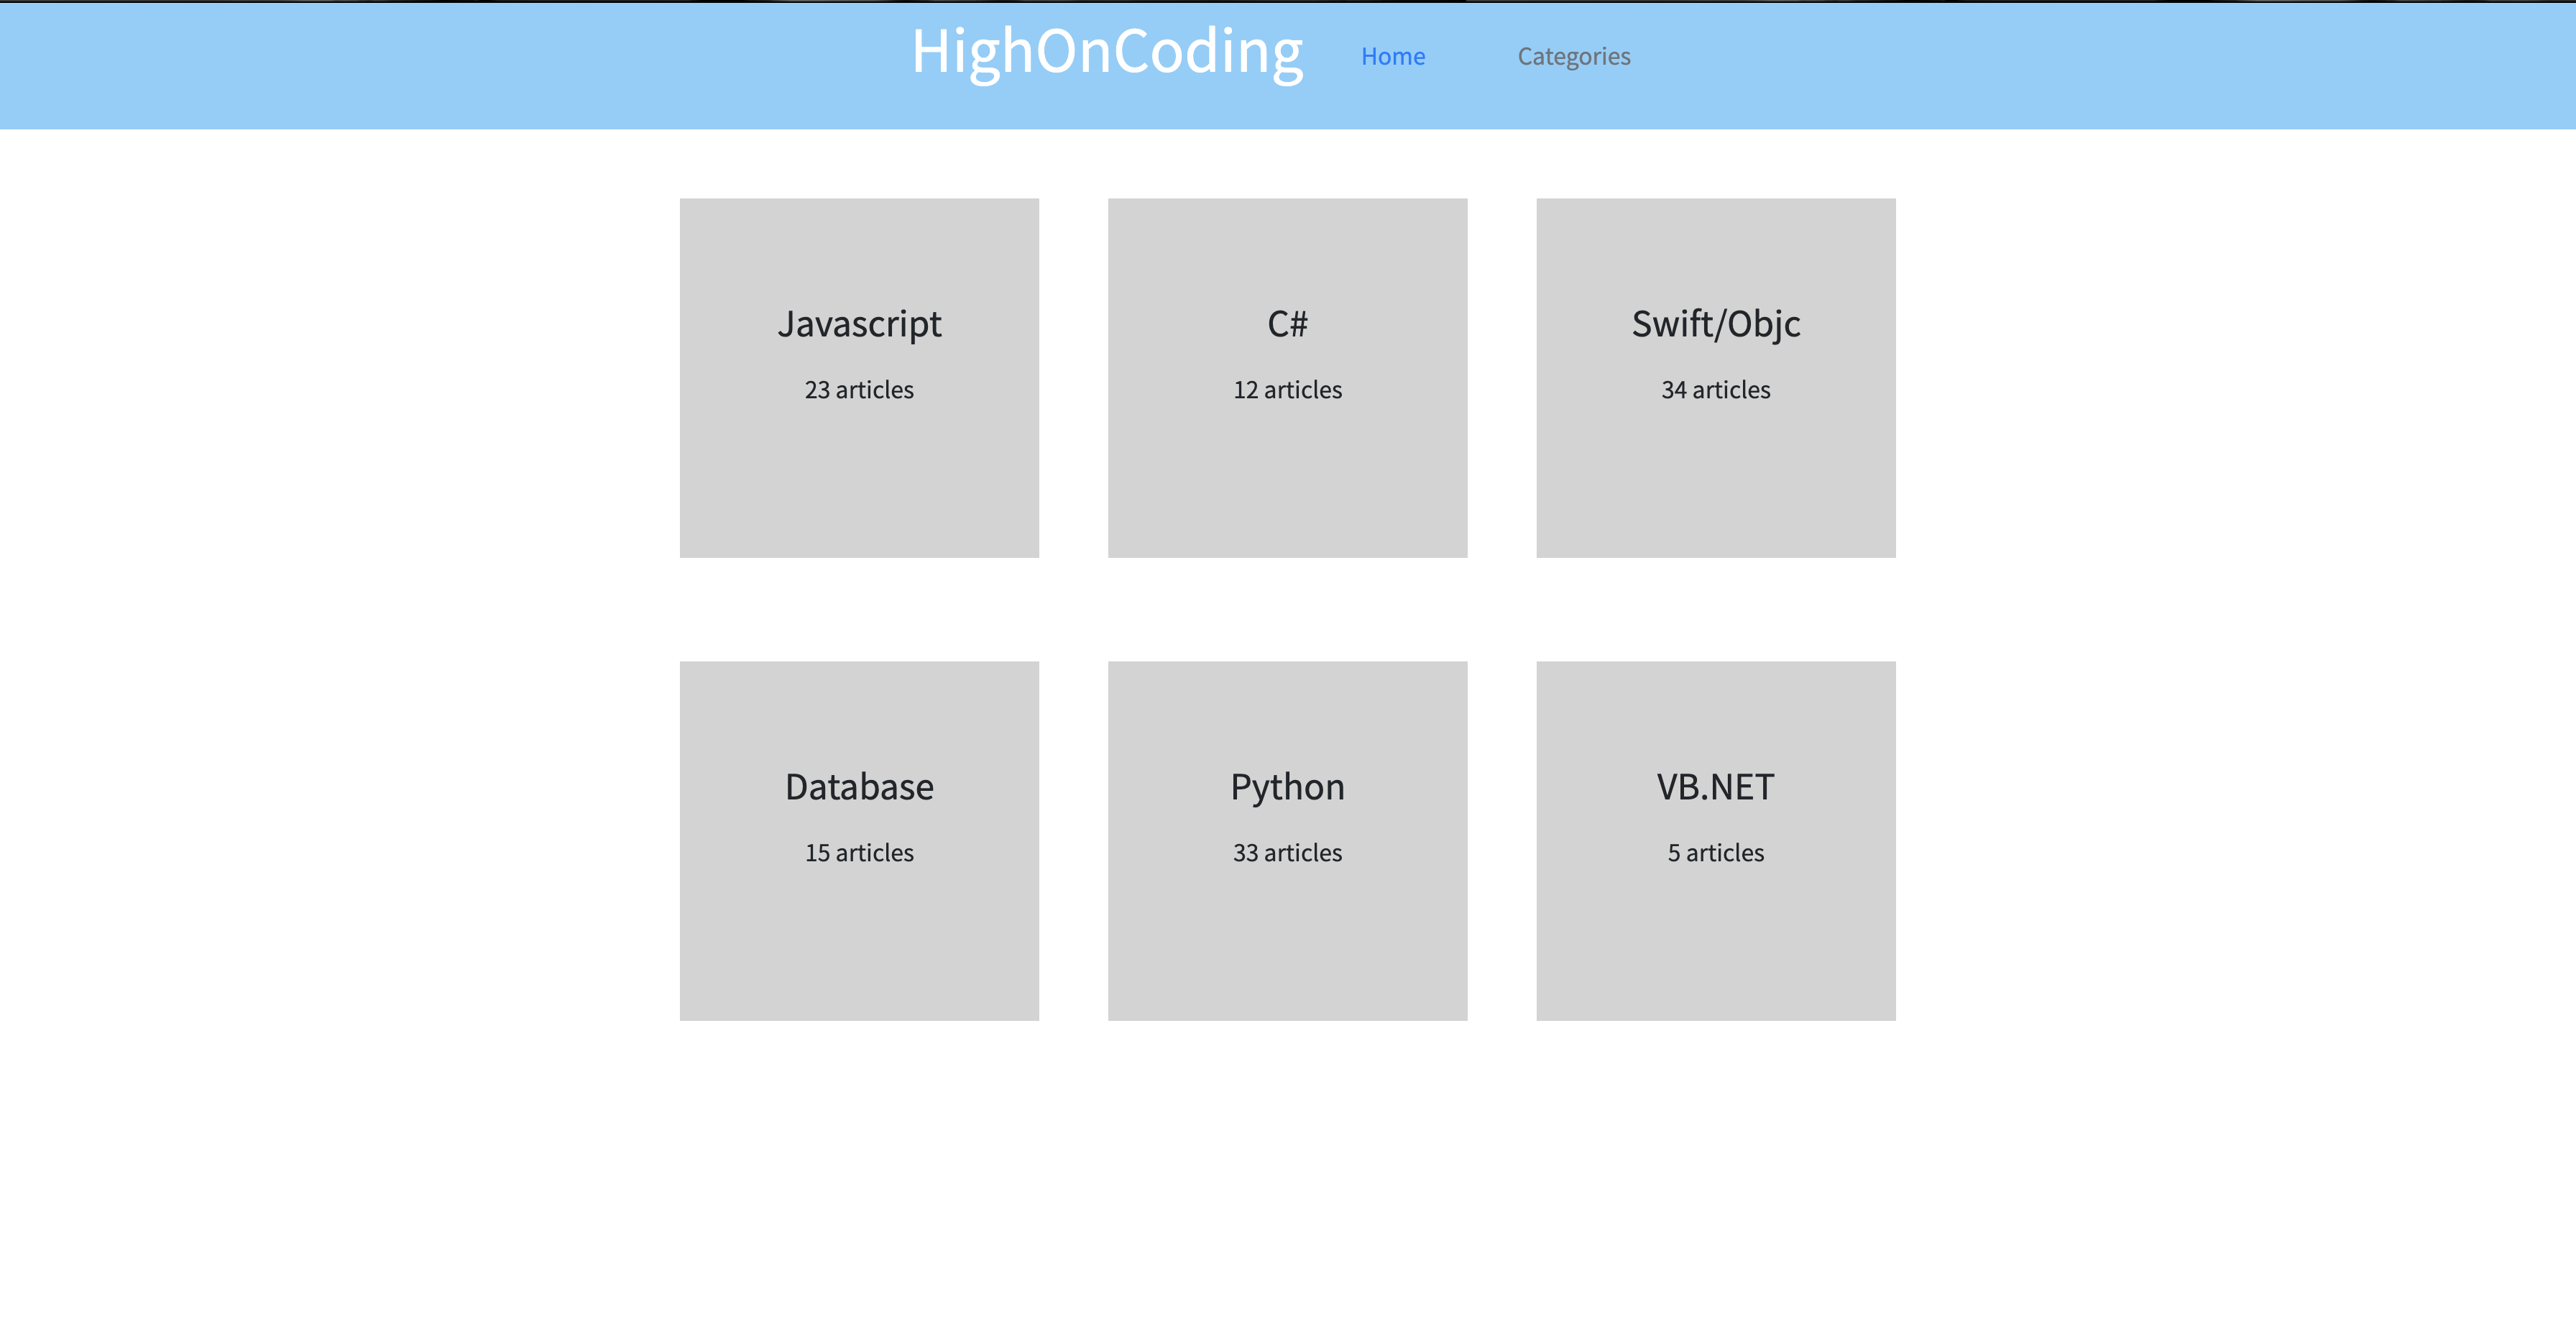 HighOnCoding Home Categories
Javascript
23 articles
C#
12 articles
Swift/Objc
34 articles
Database
15 articles
Python
33 articles
VB.NET
5 articles